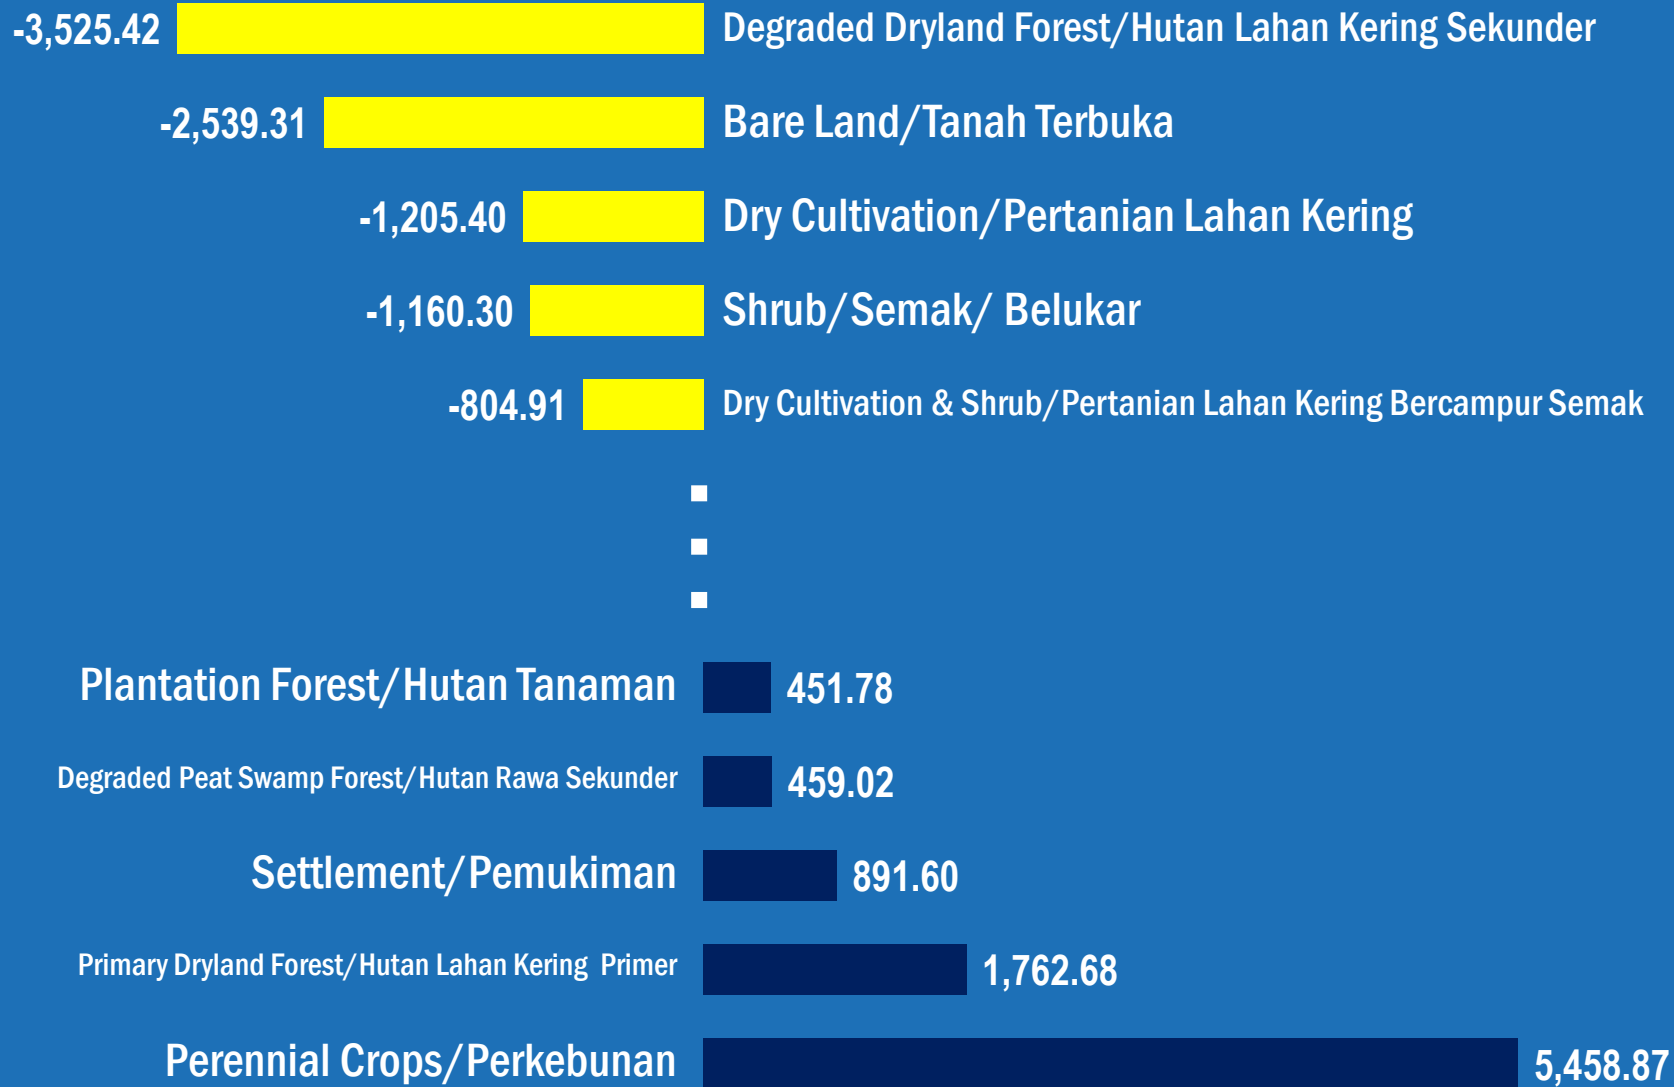 -3,525.42 Degraded Dryland Forest/Hutan Lahan Kering Sekunder
-2,539.31 Bare Land/Tanah Terbuka
-1,205.40 Dry Cultivation/Pertanian Lahan Kering
-1,160.30 Shrub/Semak/ Belukar
-804.91 Dry Cultivation & Shrub/Pertanian Lahan Kering Bercampur Semak
Plantation Forest/Hutan Tanaman 451.78
Degraded Peat Swamp Forest/Hutan Rawa Sekunder 459.02
Settlement/Pemukiman 891.60
Primary Dryland Forest/Hutan Lahan Kering Primer 1,762.68
Perennial Crops/Perkebunan 5,458.87